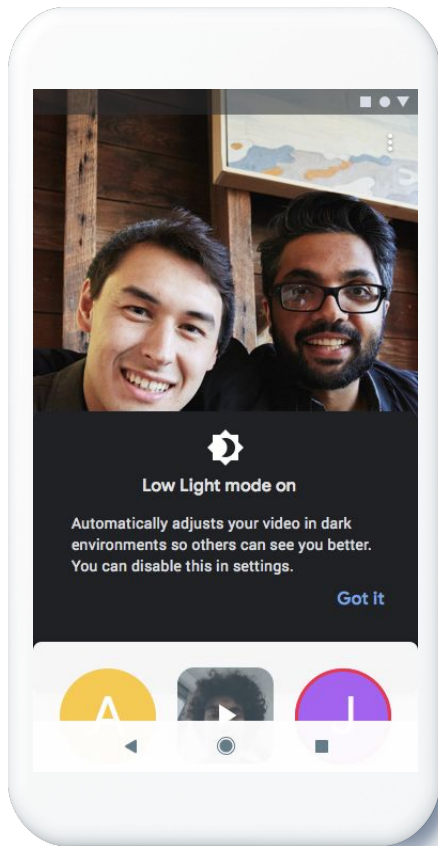 Low Light mode on
Automatically adjusts your video in dark
environments so others can see you better.
You can disable this in settings.
Got it
A
J